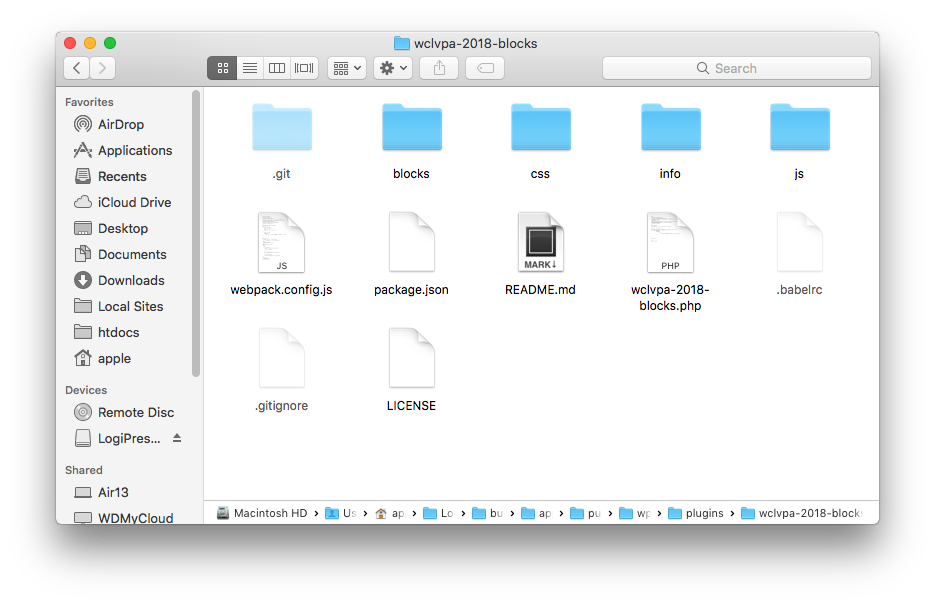 wclvpa-2018-blocks
Search
Favorites
AirDrop
Applications
Recents
iCloud Drive
Desktop
Documents
Downloads
Local Sites
htdocs
apple
Devices
Remote Disc
LogiPres...
Shared
Air13
WDMyCloud
.git
blocks
css
info
js
JS
MARK↓
PHP
webpack.config.js
package.json
README.md
wclvpa-2018-
blocks.php
.babelrc
.gitignore
LICENSE
Macintosh HD › Us › ap › Lo › bu › ap › pu › wp › plugins › wclvpa-2018-blocks